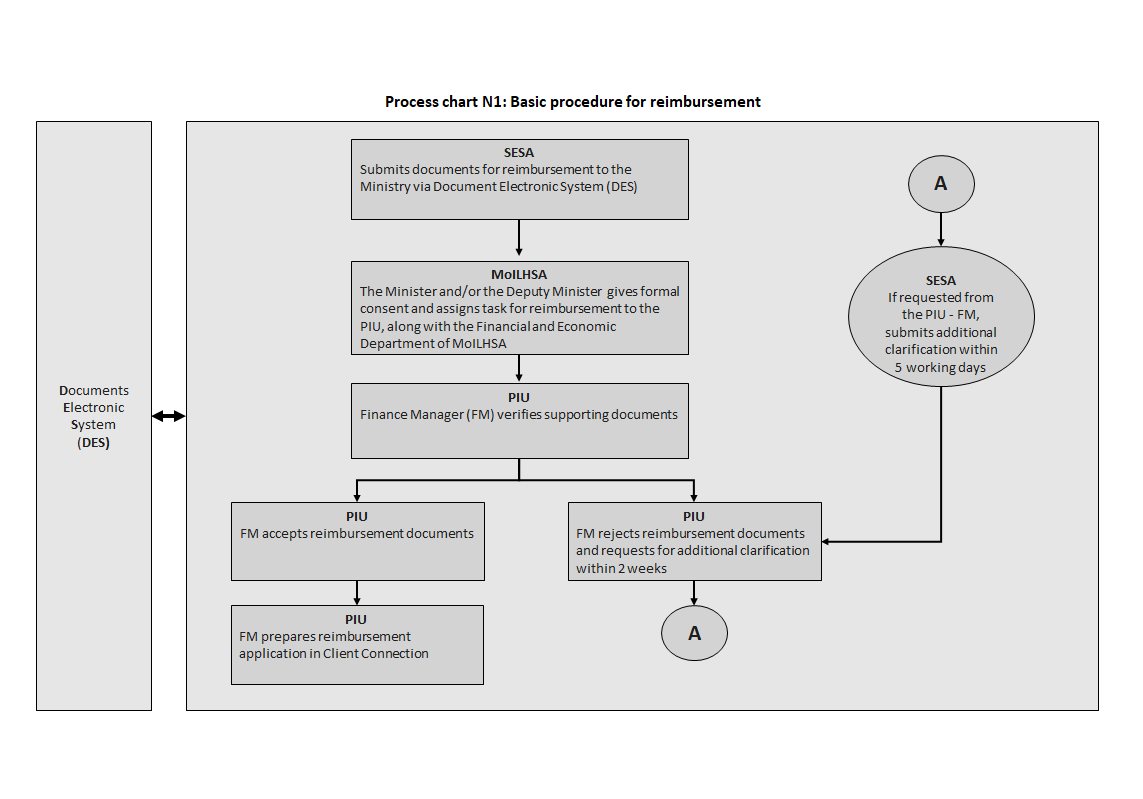 Process chart N1: Basic procedure for reimbursement
Documents
Electronic
System
(DES)
SESA
Submits documents for reimbursement to the
Ministry via Document Electronic System (DES)
MoILHSA
The Minister and/or the Deputy Minister gives formal
consent and assigns task for reimbursement to the
PIU, along with the Financial and Economic
Department of MoILHSA
PIU
Finance Manager (FM) verifies supporting documents
PIU
FM accepts reimbursement documents
PIU
FM prepares reimbursement
application in Client Connection
PIU
FM rejects reimbursement documents
and requests for additional clarification
within 2 weeks
A
A
SESA
If requested from
the PIU - FM,
submits additional
clarification within
5 working days